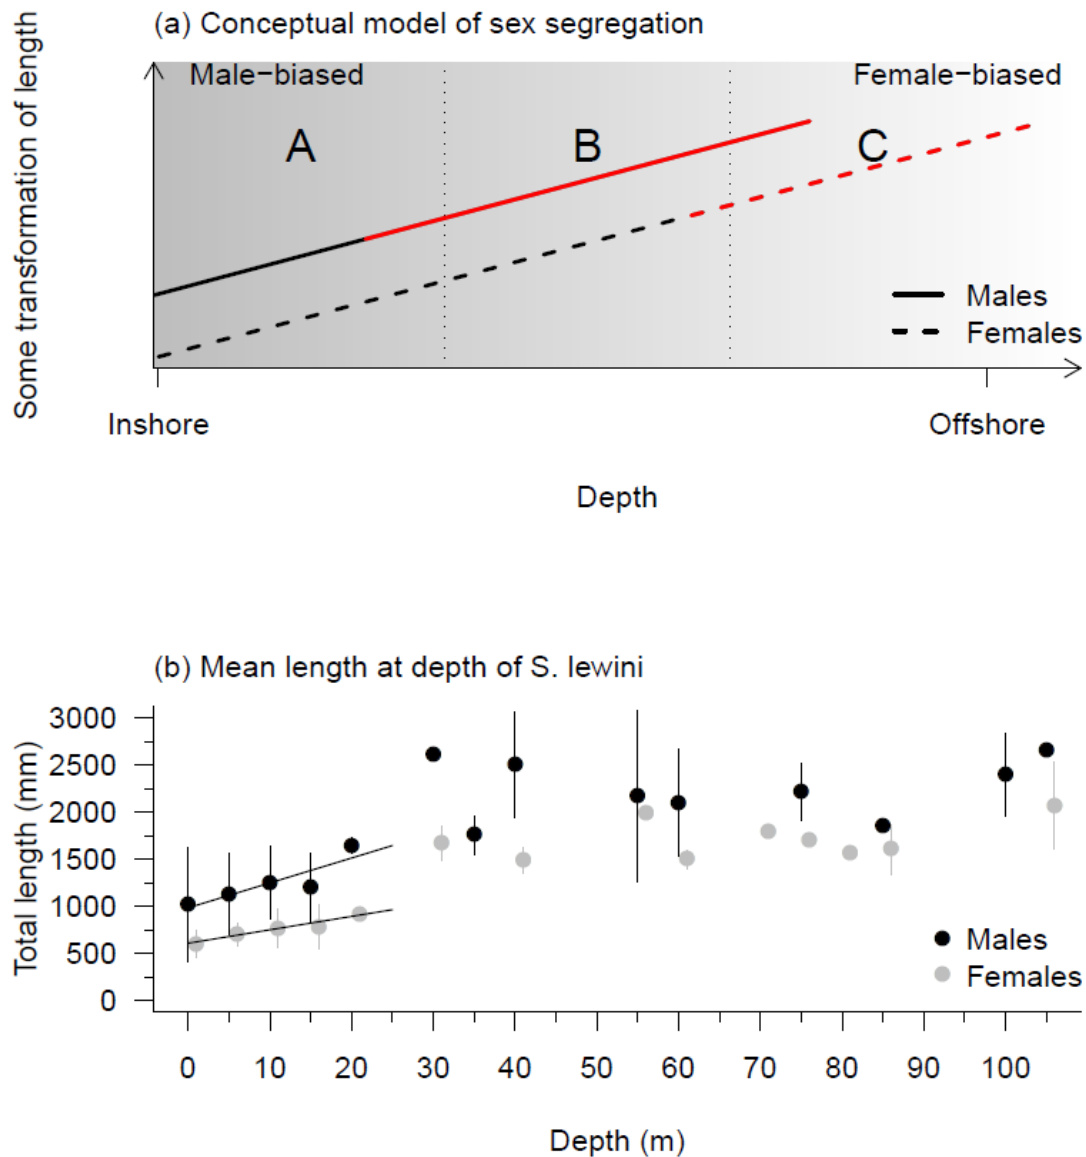 (a) Conceptual model of sex segregation
Some transformation of length
Male−biased
Female−biased
A
B
C
Males
Females
Inshore
Offshore
Depth
(b) Mean length at depth of S. lewini
Total length (mm)
3000
2500
2000
1500
1000
500
0
Males
Females
0 10 20 30 40 50 60 70 80 90 100
Depth (m)